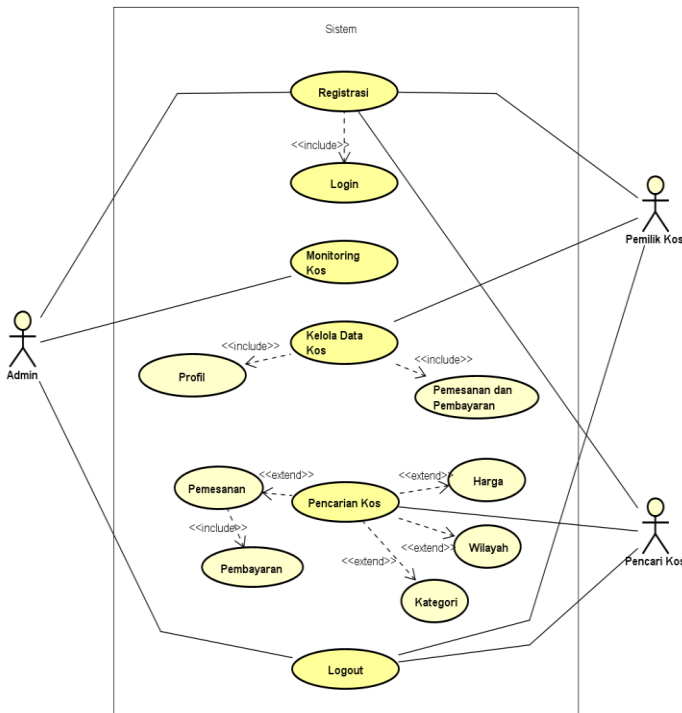 Sistem
Registrasi
<<include>>
Login
Pemilik Kos
Monitoring
Kos
Admin
Kelola Data
Kos
<<include>>
<<include>>
Profil
Pemesanan dan
Pembayaran
Pemesanan
<<extend>>
Pencarian Kos
<<extend>>
Harga
<<include>>
Pembayaran
<<extend>>
Wilayah
<<extend>>
Kategori
Pencari Kos
Logout